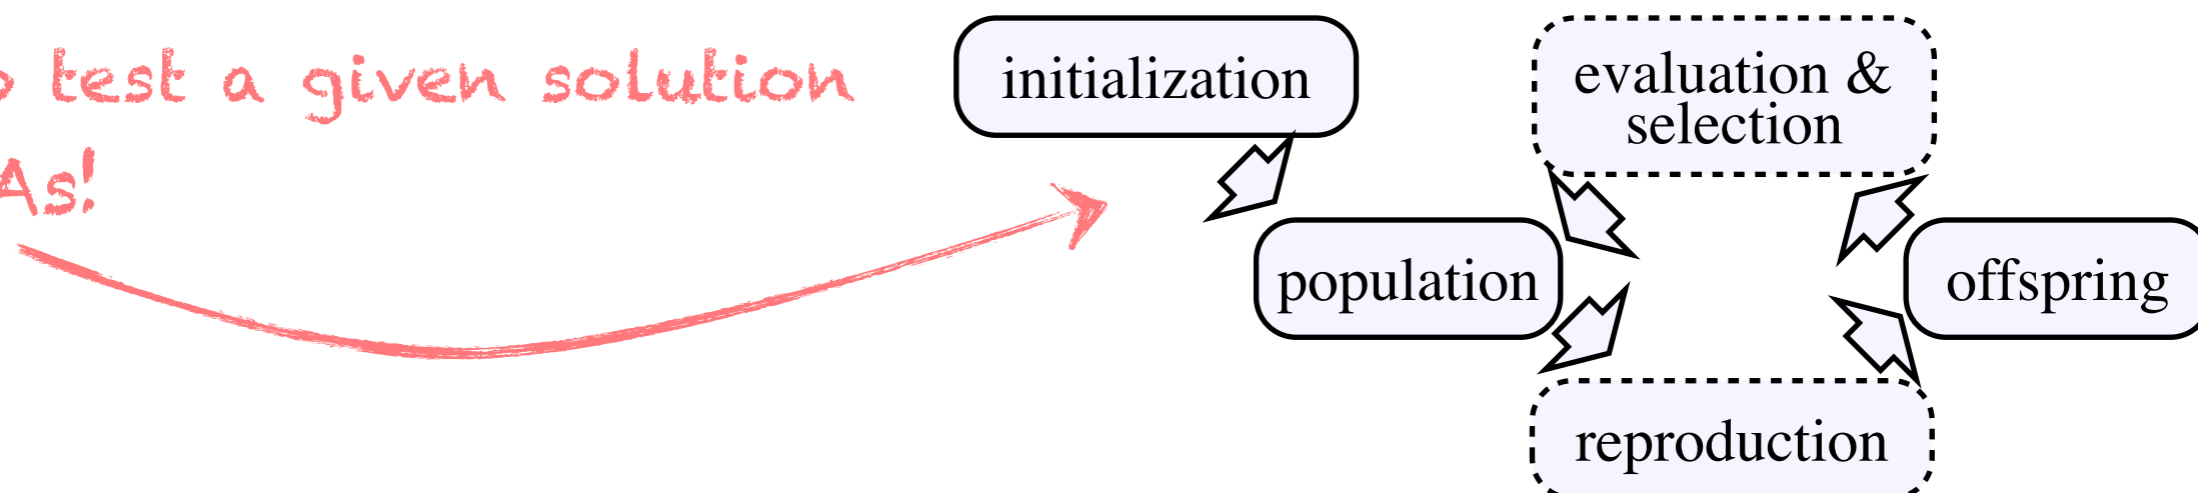 test a given solution
As!
initialization
evaluation &
selection
population
offspring
reproduction